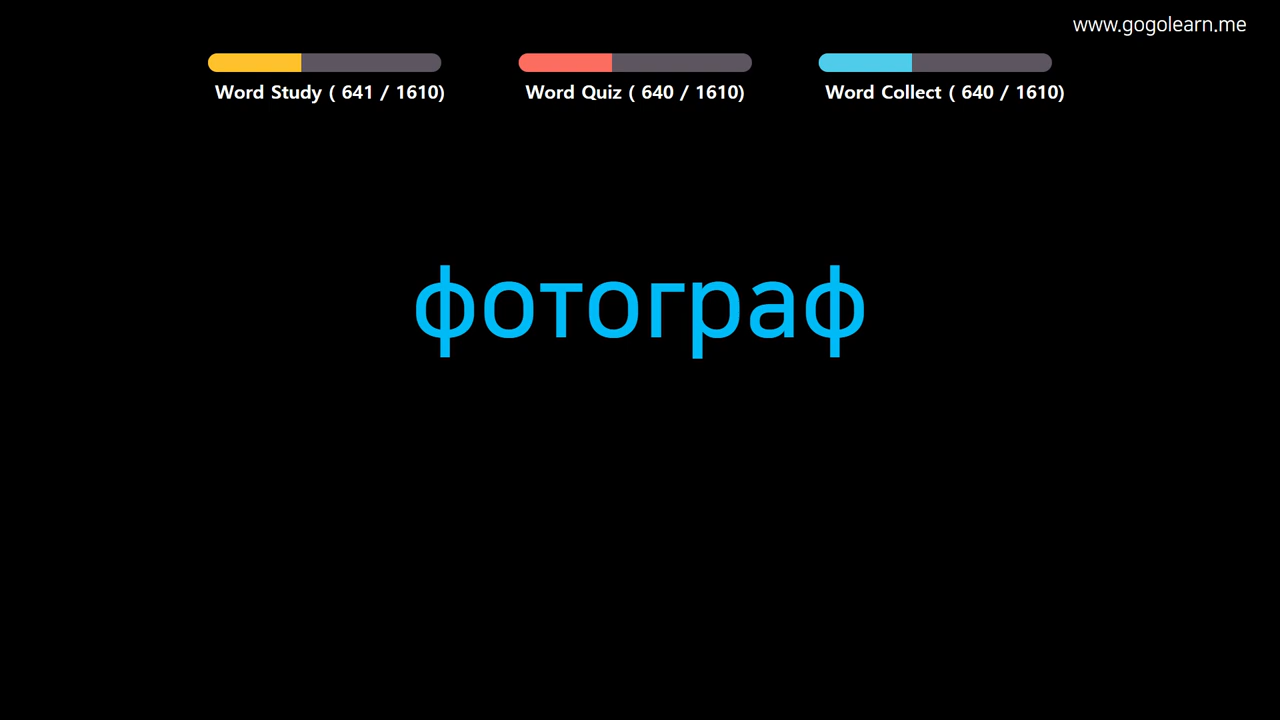 www.gogolearn.me
Word Study ( 641 / 1610)
Word Quiz ( 640 / 1610)
Word Collect ( 640 / 1610)
фотограф